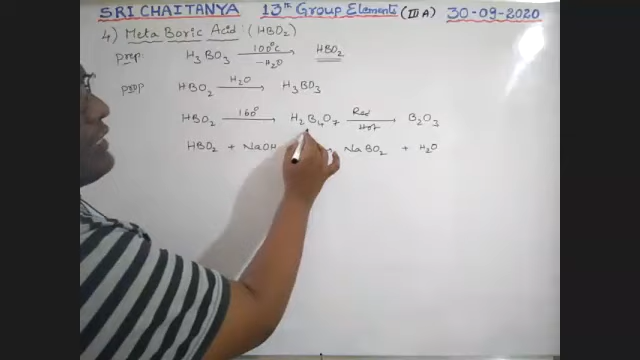 SRI CHAITANYA 13th Group Elements (III A) 30-09-2020
4) Meta Boric Acid: (HBO2)
prep: H3BO3 100°C -H2O → HBO2
prop HBO2 H2O → H3BO3
HBO2 160° → H2B4O7 Red Hot → B2O3
HBO2 + NaOH → NaBO2 + H2O